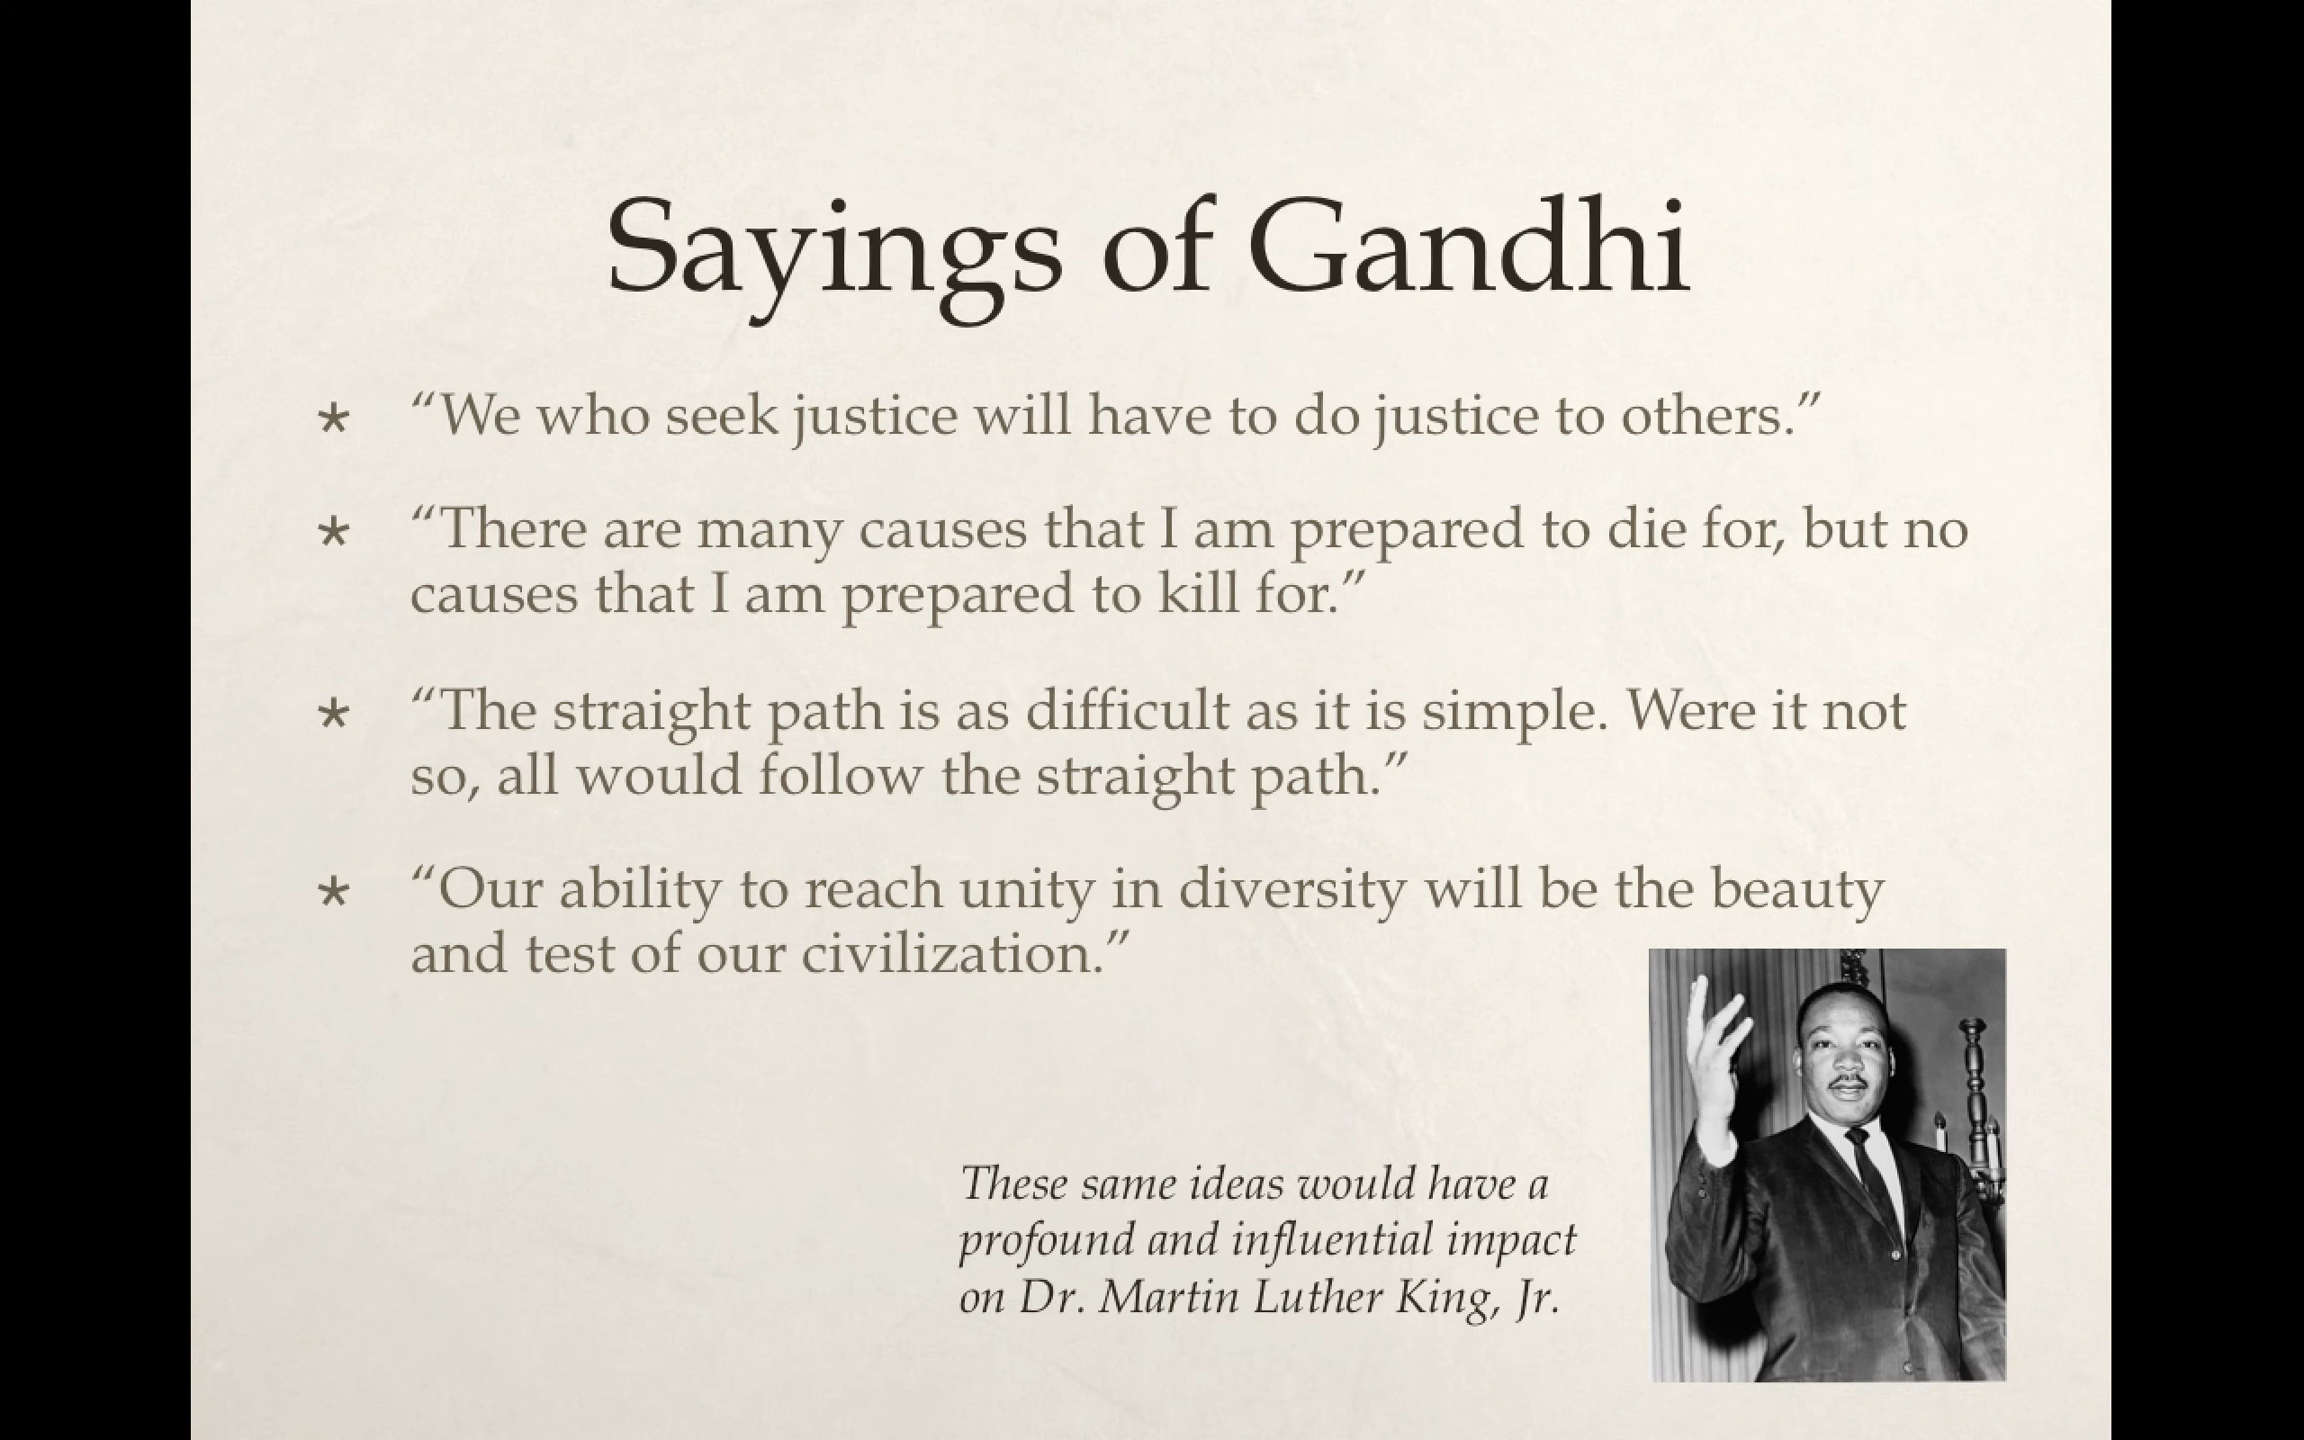 Sayings of Gandhi
* “We who seek justice will have to do justice to others.”
* “There are many causes that I am prepared to die for, but no
causes that I am prepared to kill for.”
* “The straight path is as difficult as it is simple. Were it not
so, all would follow the straight path.”
* “Our ability to reach unity in diversity will be the beauty
and test of our civilization.”
These same ideas would have a
profound and influential impact
on Dr. Martin Luther King, Jr.